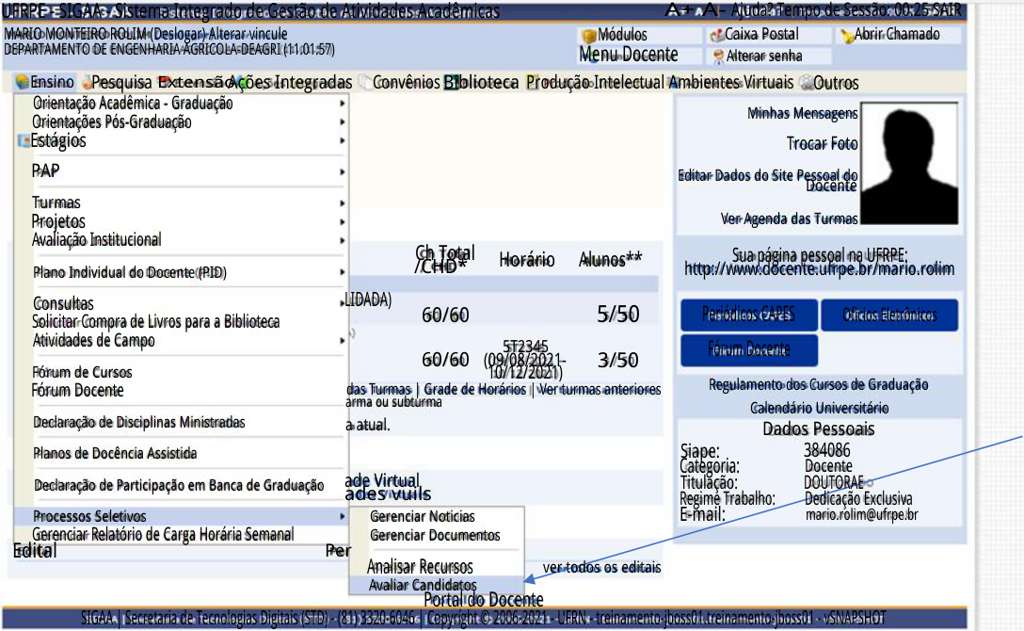 UFRPE - SIGAA - Sistema Integrado de Gestão de Atividades Acadêmicas A+ A- Ajuda? Tempo de Sessão: 00:25 SAIR
MARIO MONTEIRO ROLIM (Deslogar) Alterar vinculo
DEPARTAMENTO DE ENGENHARIA AGRICOLA-DEAGRI (11.01.57)
Módulos Caixa Postal Abrir Chamado
Menu Docente Alterar senha
Ensino Pesquisa Extensão Ações Integradas Convênios Biblioteca Produção Intelectual Ambientes Virtuais Outros
Orientação Acadêmica - Graduação
Orientações Pós-Graduação
Estágios
PAP
Turmas
Projetos
Avaliação Institucional
Plano Individual do Docente (PID)
Consultas
Solicitar Compra de Livros para a Biblioteca
Atividades de Campo
Fórum de Cursos
Fórum Docente
Declaração de Disciplinas Ministradas
Planos de Docência Assistida
Declaração de Participação em Banca de Graduação
Processos Seletivos
Gerenciar Relatório de Carga Horária Semanal
Edital Per
Gerenciar Noticias
Gerenciar Documentos
Analisar Recursos
Avaliar Candidatos
Ch Total
/CHD* Horário Alunos**
LIDADA)
60/60 5/50
5T2345
60/60 (09/08/2021- 3/50
10/12/2021)
das Turmas | Grade de Horários | Ver turmas anteriores
arma ou subturma
a atual.
ade Virtual
ver todos os editais
Portal do Docente
Minhas Mensagens
Trocar Foto
Editar Dados do Site Pessoal do
Docente
Ver Agenda das Turmas
Sua página pessoal na UFRPE:
http://www.docente.ufrpe.br/mario.rolim
Periódicos CAPES Ofícios Eletrônicos
Fórum Docente
Regulamento dos Cursos de Graduação
Calendário Universitário
Dados Pessoais
Siape: 384086
Categoria: Docente
Titulação: DOUTORAE
Regime Trabalho: Dedicação Exclusiva
E-mail: mario.rolim@ufrpe.br
SIGAA | Secretaria de Tecnologias Digitais (STD) - (81) 3320-6046 | Copyright © 2006-2021 - UFRN - treinamento-jboss01.treinamento-jboss01 - vSNAPSHOT